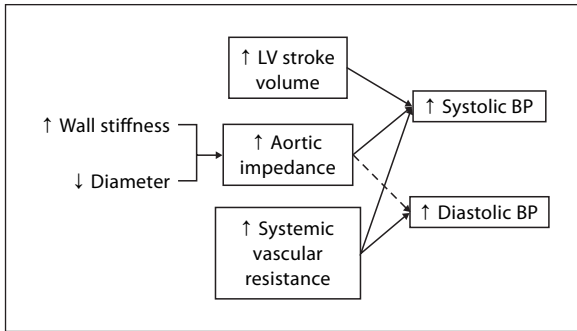 ↑ LV stroke
volume
↑ Systolic BP
↑ Wall stiffness
↑ Aortic
impedance
↓ Diameter
↑ Diastolic BP
↑ Systemic
vascular
resistance